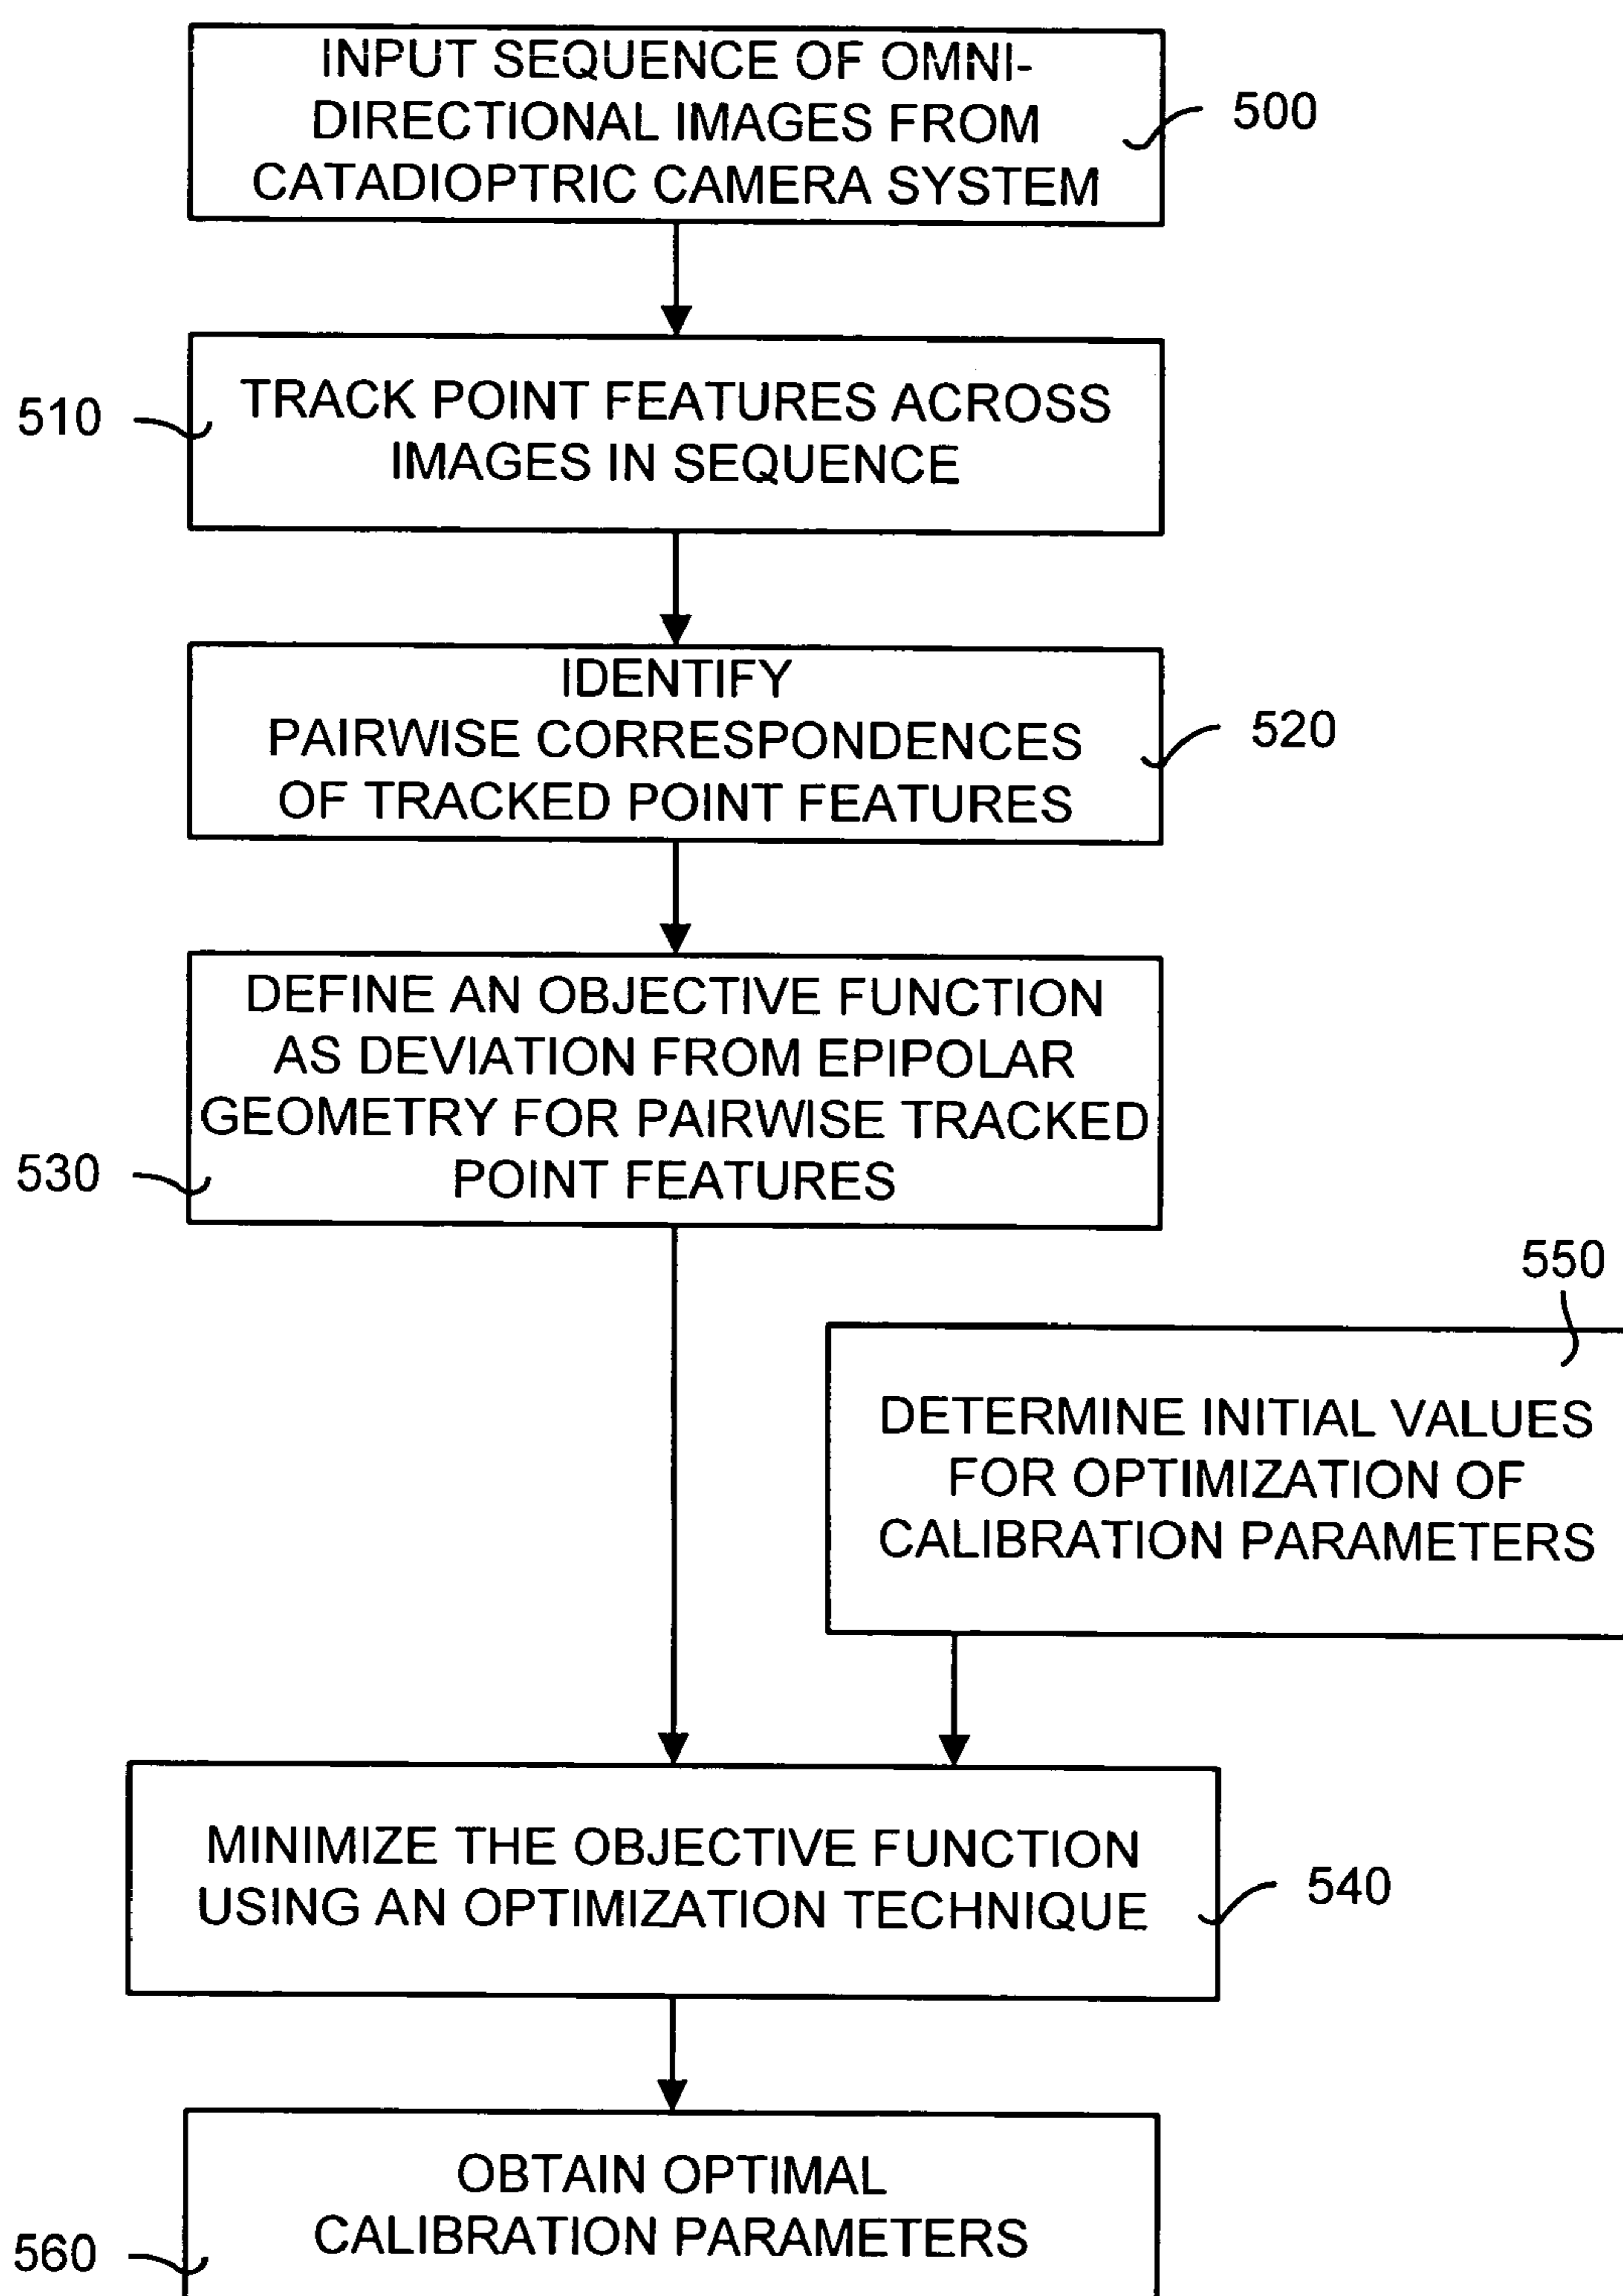 INPUT SEQUENCE OF OMNI-
DIRECTIONAL IMAGES FROM
CATADIOPTRIC CAMERA SYSTEM
500
510
TRACK POINT FEATURES ACROSS
IMAGES IN SEQUENCE
IDENTIFY
PAIRWISE CORRESPONDENCES
OF TRACKED POINT FEATURES
520
DEFINE AN OBJECTIVE FUNCTION
AS DEVIATION FROM EPIPOLAR
GEOMETRY FOR PAIRWISE TRACKED
POINT FEATURES
530
550
DETERMINE INITIAL VALUES
FOR OPTIMIZATION OF
CALIBRATION PARAMETERS
MINIMIZE THE OBJECTIVE FUNCTION
USING AN OPTIMIZATION TECHNIQUE
540
OBTAIN OPTIMAL
CALIBRATION PARAMETERS
560